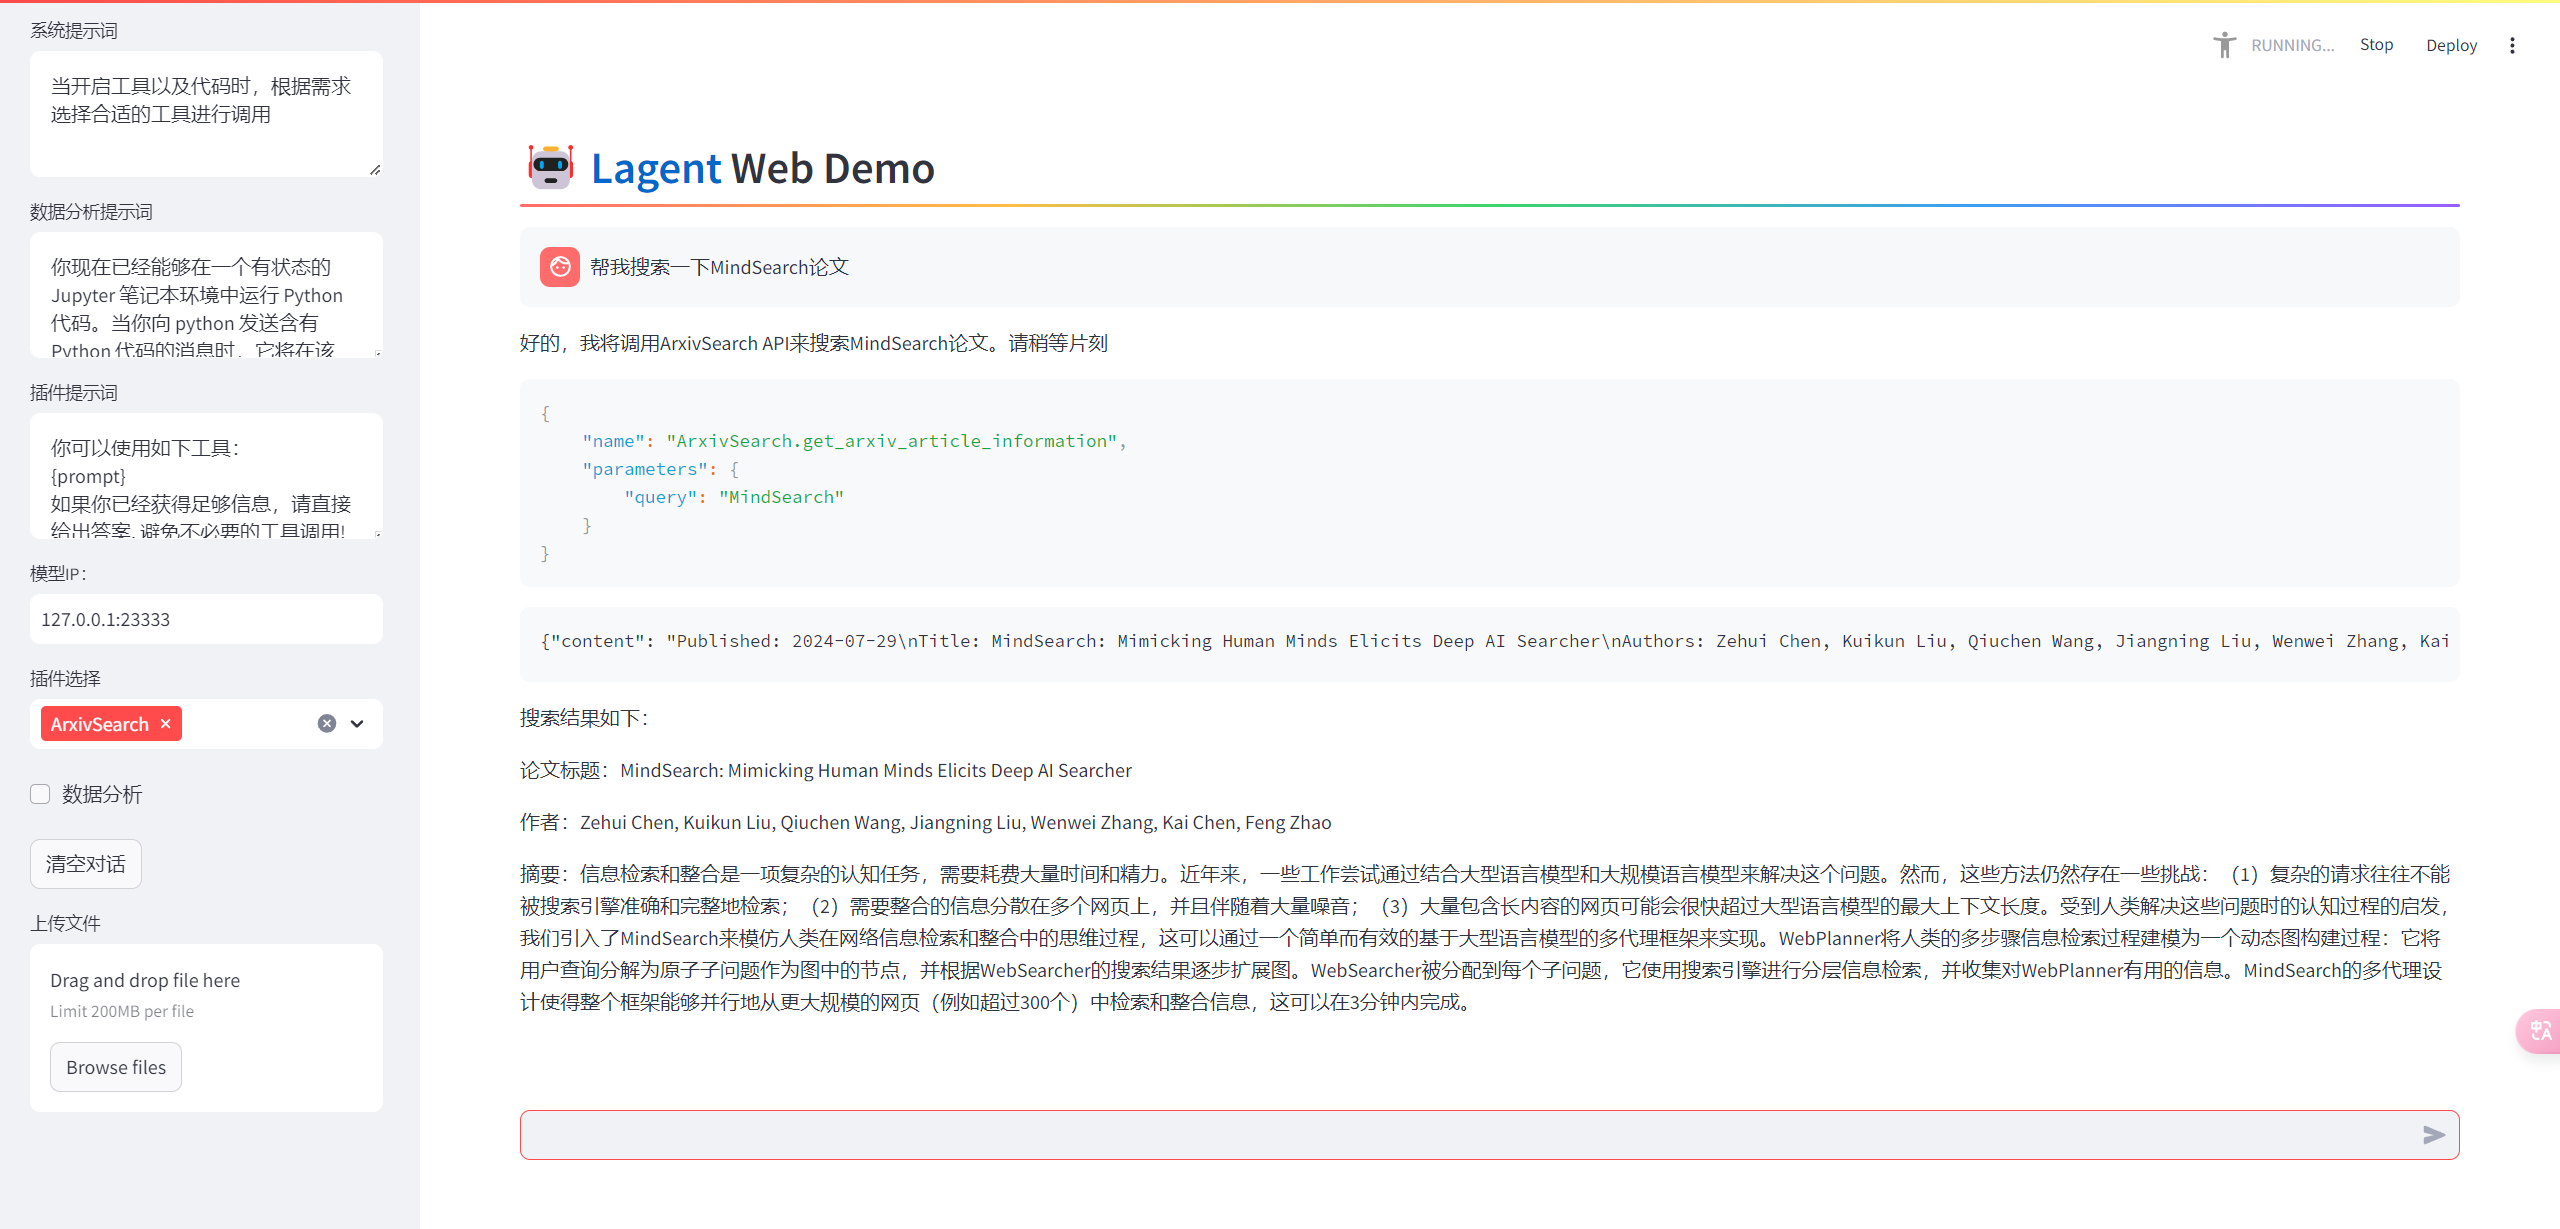 系统提示词
当开启工具以及代码时，根据需求
选择合适的工具进行调用
数据分析提示词
你现在已经能够在一个有状态的
Jupyter 笔记本环境中运行 Python
代码。当你向 python 发送含有
Python 代码的消息时，它将在该
插件提示词
你可以使用如下工具：
{prompt}
如果你已经获得足够信息，请直接
给出答案. 避免不必要的工具调用!
模型IP：
127.0.0.1:23333
插件选择
ArxivSearch
数据分析
清空对话
上传文件
Drag and drop file here
Limit 200MB per file
Browse files
RUNNING...
Stop
Deploy
Lagent Web Demo
帮我搜索一下MindSearch论文
好的，我将调用ArxivSearch API来搜索MindSearch论文。请稍等片刻
{
    "name": "ArxivSearch.get_arxiv_article_information",
    "parameters": {
        "query": "MindSearch"
    }
}
{"content": "Published: 2024-07-29\nTitle: MindSearch: Mimicking Human Minds Elicits Deep AI Searcher\nAuthors: Zehui Chen, Kuikun Liu, Qiuchen Wang, Jiangning Liu, Wenwei Zhang, Kai
搜索结果如下：
论文标题：MindSearch: Mimicking Human Minds Elicits Deep AI Searcher
作者：Zehui Chen, Kuikun Liu, Qiuchen Wang, Jiangning Liu, Wenwei Zhang, Kai Chen, Feng Zhao
摘要：信息检索和整合是一项复杂的认知任务，需要耗费大量时间和精力。近年来，一些工作尝试通过结合大型语言模型和大规模语言模型来解决这个问题。然而，这些方法仍然存在一些挑战：（1）复杂的请求往往不能
被搜索引擎准确和完整地检索；（2）需要整合的信息分散在多个网页上，并且伴随着大量噪音；（3）大量包含长内容的网页可能会很快超过大型语言模型的最大上下文长度。受到人类解决这些问题时的认知过程的启发，
我们引入了MindSearch来模仿人类在网络信息检索和整合中的思维过程，这可以通过一个简单而有效的基于大型语言模型的多代理框架来实现。WebPlanner将人类的多步骤信息检索过程建模为一个动态图构建过程：它将
用户查询分解为原子子问题作为图中的节点，并根据WebSearcher的搜索结果逐步扩展图。WebSearcher被分配到每个子问题，它使用搜索引擎进行分层信息检索，并收集对WebPlanner有用的信息。MindSearch的多代理设
计使得整个框架能够并行地从更大规模的网页（例如超过300个）中检索和整合信息，这可以在3分钟内完成。